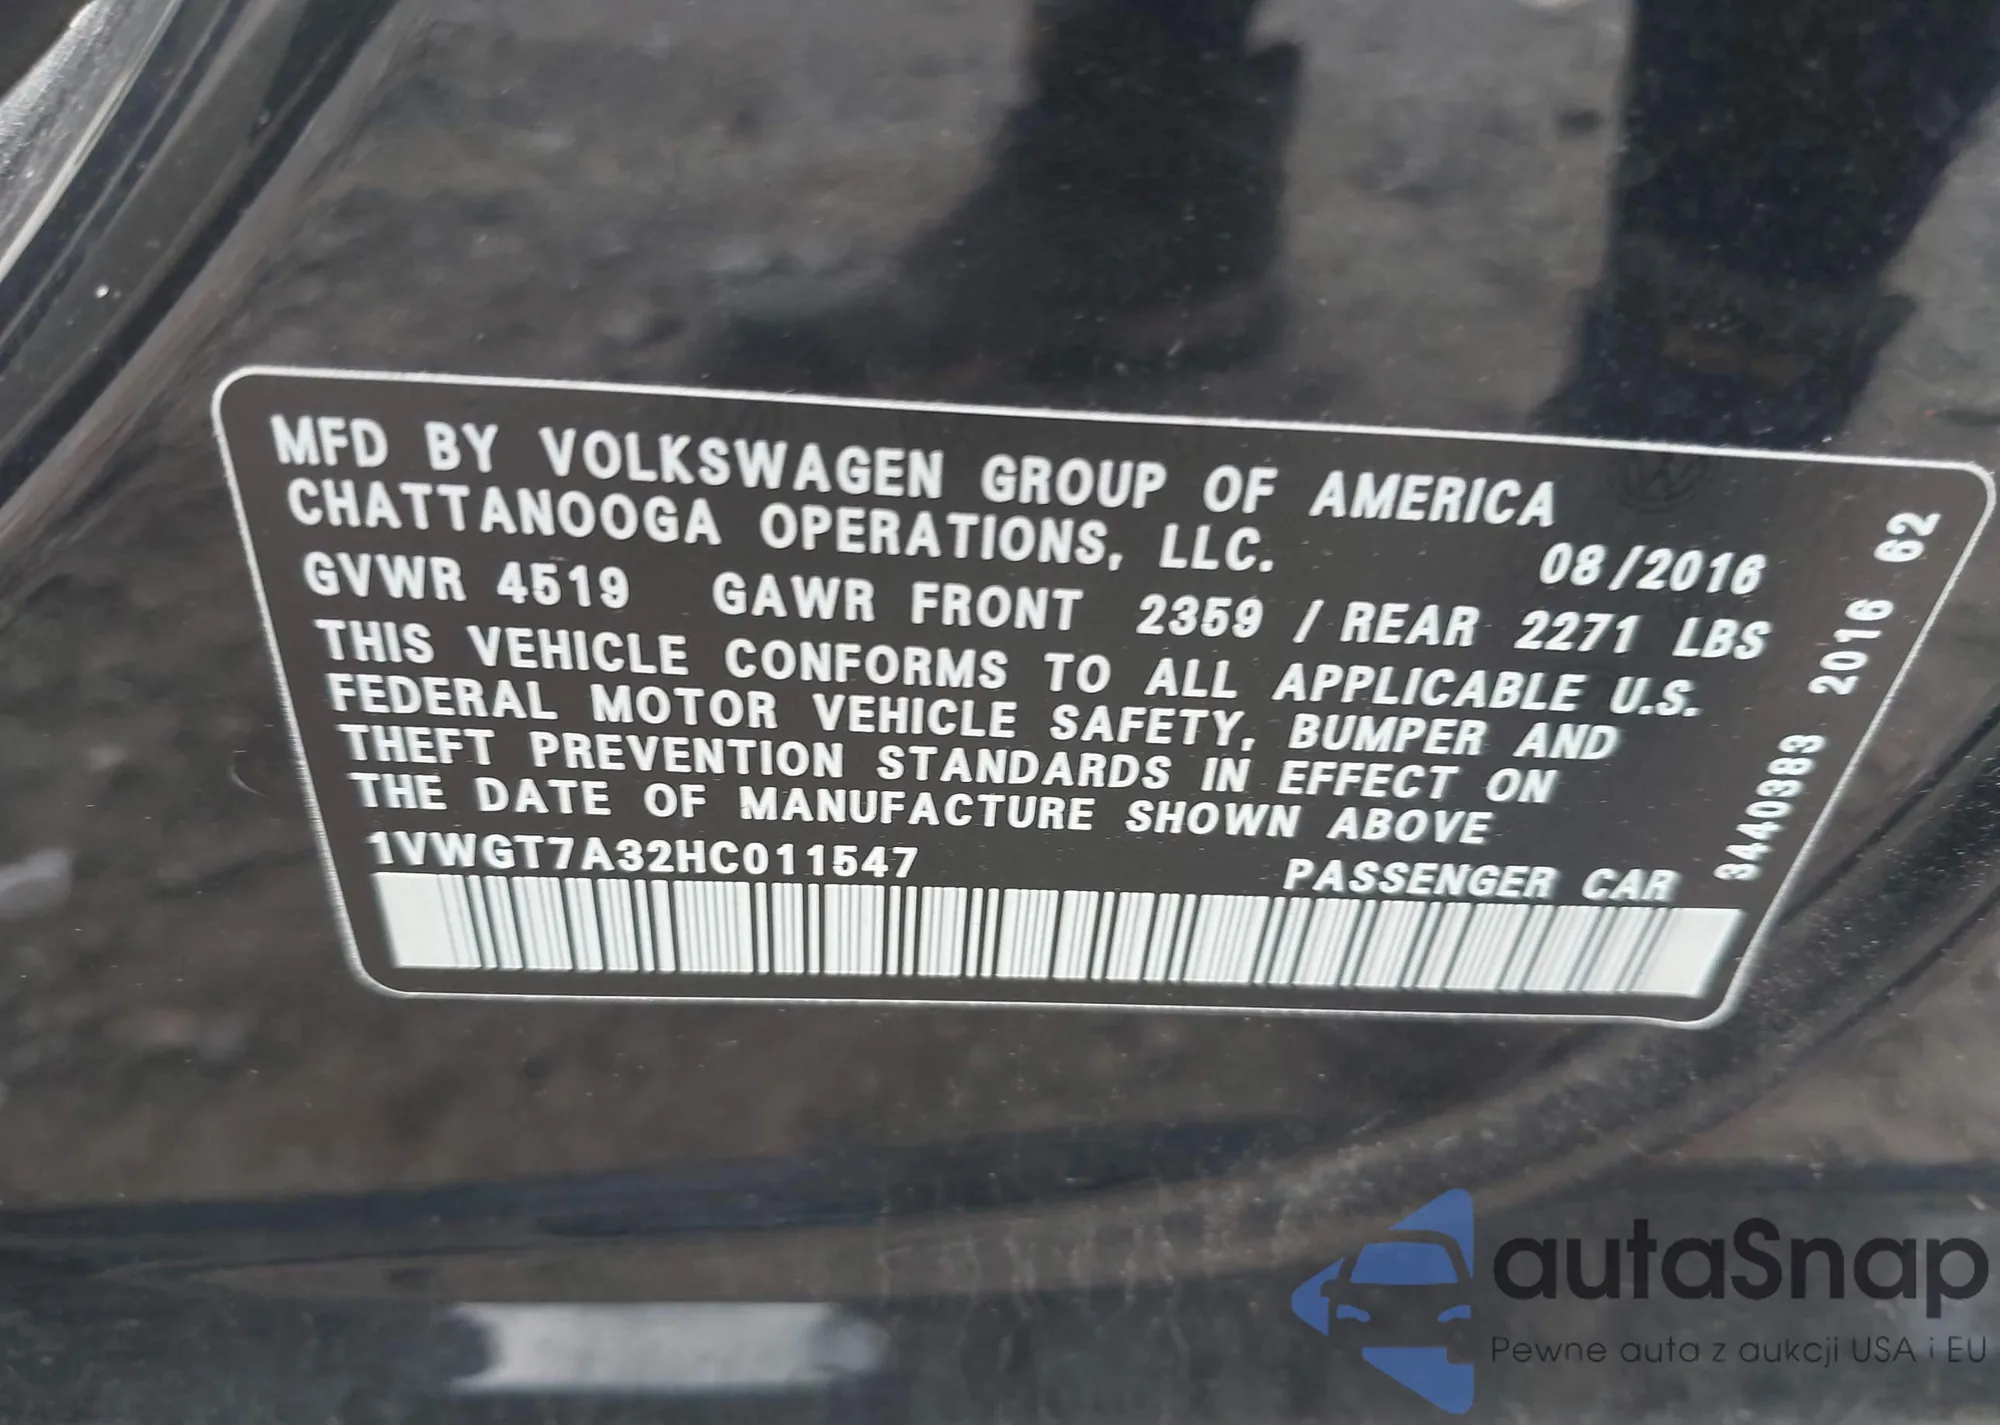 MFD BY VOLKSWAGEN GROUP OF AMERICA
CHATTANOOGA OPERATIONS, LLC.
08/2016
GVWR 4519 GAWR FRONT 2359 / REAR 2271 LBS
THIS VEHICLE CONFORMS TO ALL APPLICABLE U.S.
FEDERAL MOTOR VEHICLE SAFETY, BUMPER AND
THEFT PREVENTION STANDARDS IN EFFECT ON
THE DATE OF MANUFACTURE SHOWN ABOVE
1VWGT7A32HC011547 PASSENGER CAR
3AA0383 2016 62
autaSnap
Pewne auta z aukcji USA i EU